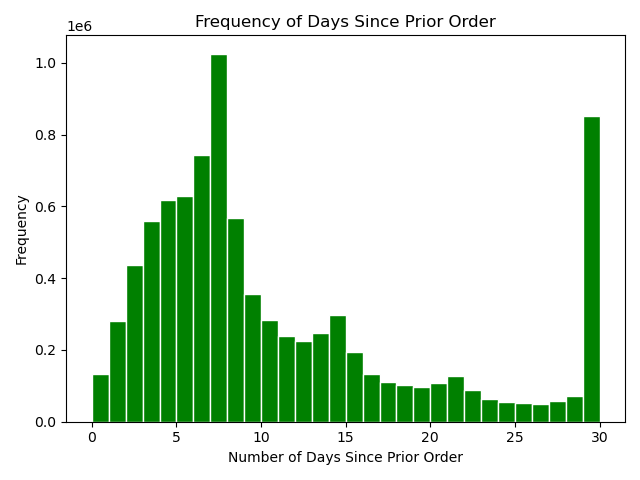 Frequency of Days Since Prior Order
1e6
1.0
0.8
0.6
0.4
0.2
0.0
Frequency
0 5 10 15 20 25 30
Number of Days Since Prior Order